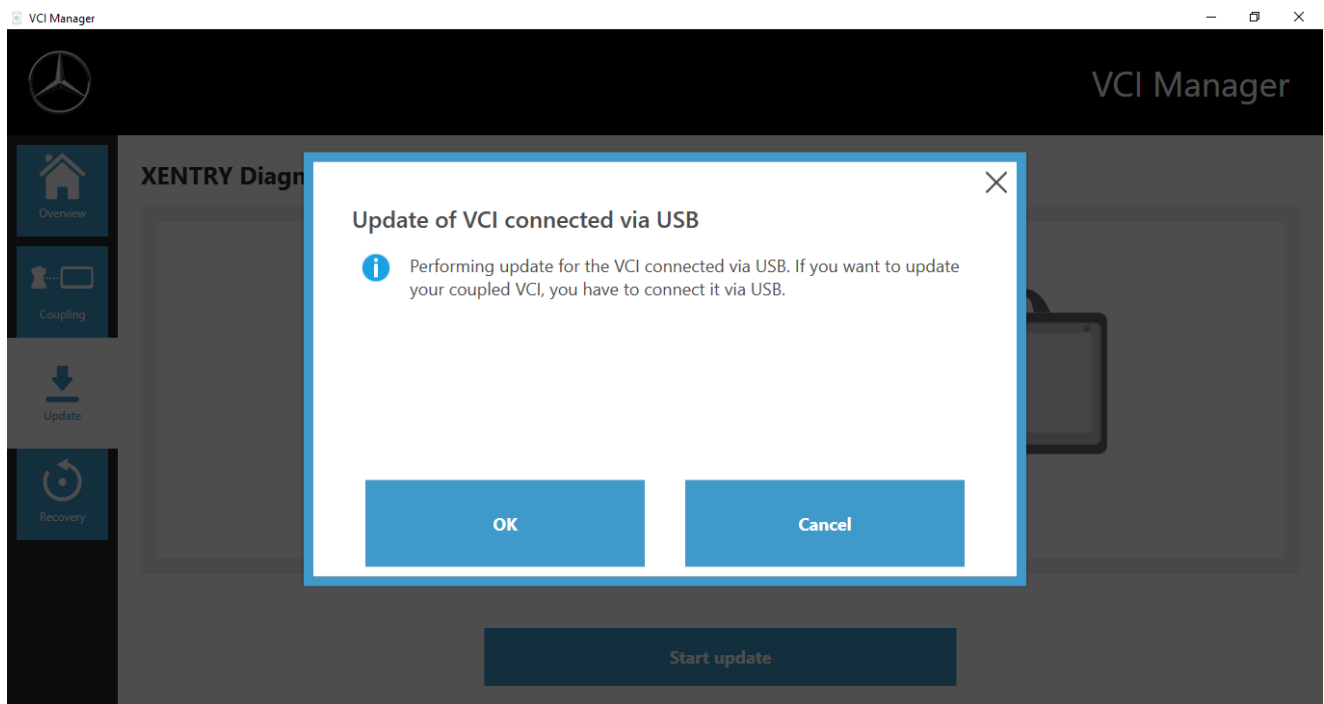 VCI Manager
VCI Manager
Overview
Coupling
Update
Recovery
XENTRY Diagn
Update of VCI connected via USB
Performing update for the VCI connected via USB. If you want to update
your coupled VCI, you have to connect it via USB.
OK
Cancel
Start update